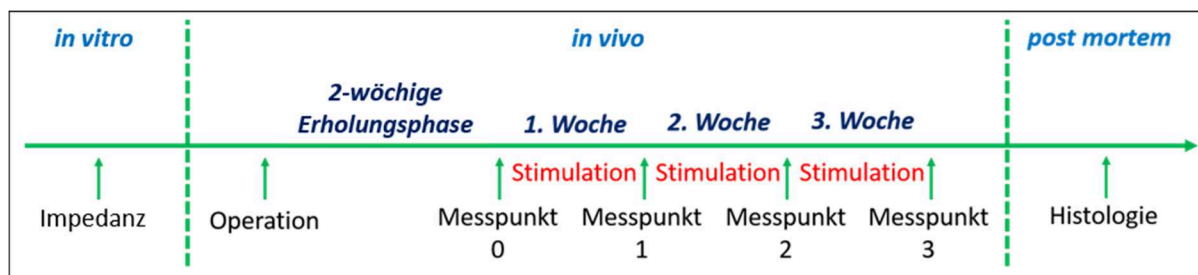 in vitro in vivo post mortem
2-wöchige
Erholungsphase 1. Woche 2. Woche 3. Woche
Stimulation Stimulation Stimulation
Impedanz Operation Messpunkt Messpunkt Messpunkt Messpunkt Histologie
0 1 2 3